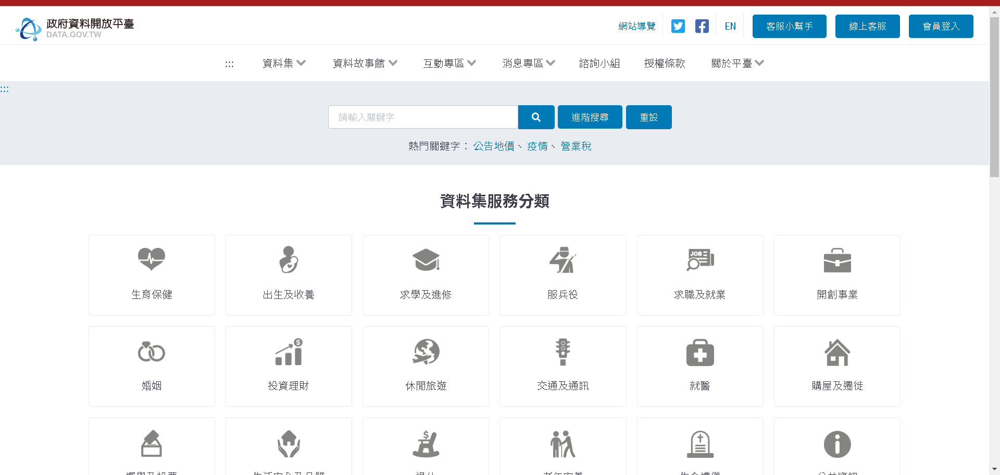 政府資料開放平臺
DATA.GOV.TW
網站導覽 EN 客服小幫手 線上客服 會員登入
::: 資料集 資料故事館 互動專區 消息專區 諮詢小組 授權條款 關於平臺
:::
請輸入關鍵字 進階搜尋 重設
熱門關鍵字： 公告地價、 疫情、 營業稅
資料集服務分類
JOB
生育保健 出生及收養 求學及進修 服兵役 求職及就業 開創事業
婚姻 投資理財 休閒旅遊 交通及通訊 就醫 購屋及遷徙